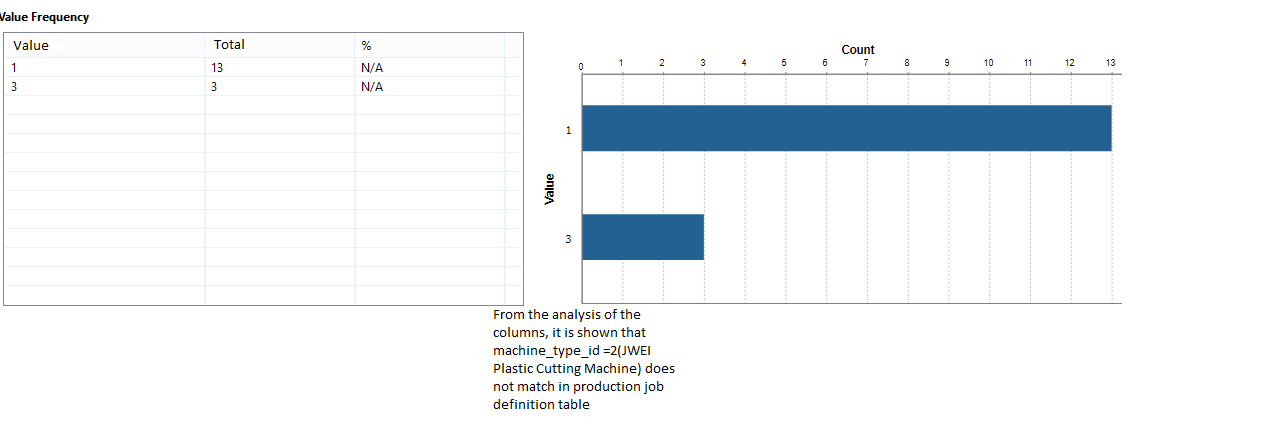 Value Frequency
Value Total %
1 13 N/A
3 3 N/A
Count
0 1 2 3 4 5 6 7 8 9 10 11 12 13
1
Value
3
From the analysis of the
columns, it is shown that
machine_type_id =2(JWEI
Plastic Cutting Machine) does
not match in production job
definition table